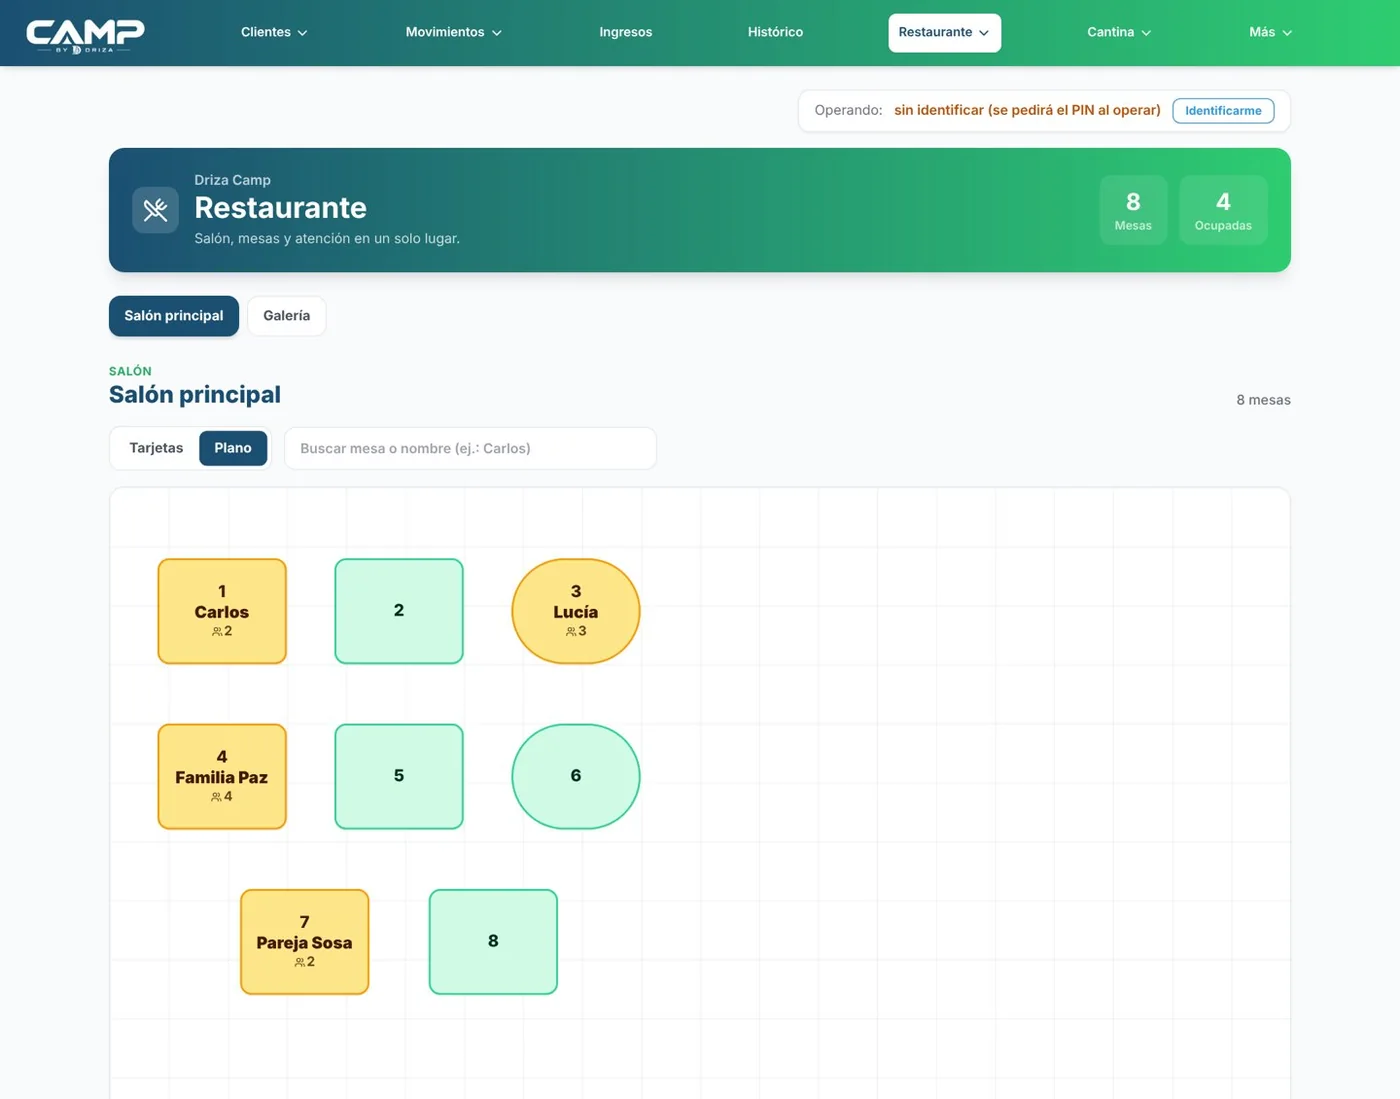 CAMP
BY DRIZA
Clientes
Movimientos
Ingresos
Histórico
Restaurante
Cantina
Más
Operando: sin identificar (se pedirá el PIN al operar) Identificarme
Driza Camp
Restaurante
Salón, mesas y atención en un solo lugar.
8
Mesas
4
Ocupadas
Salón principal
Galería
SALÓN
Salón principal
8 mesas
Tarjetas
Plano
Buscar mesa o nombre (ej.: Carlos)
1
Carlos
2
2
3
Lucía
3
4
Familia Paz
4
5
6
7
Pareja Sosa
2
8